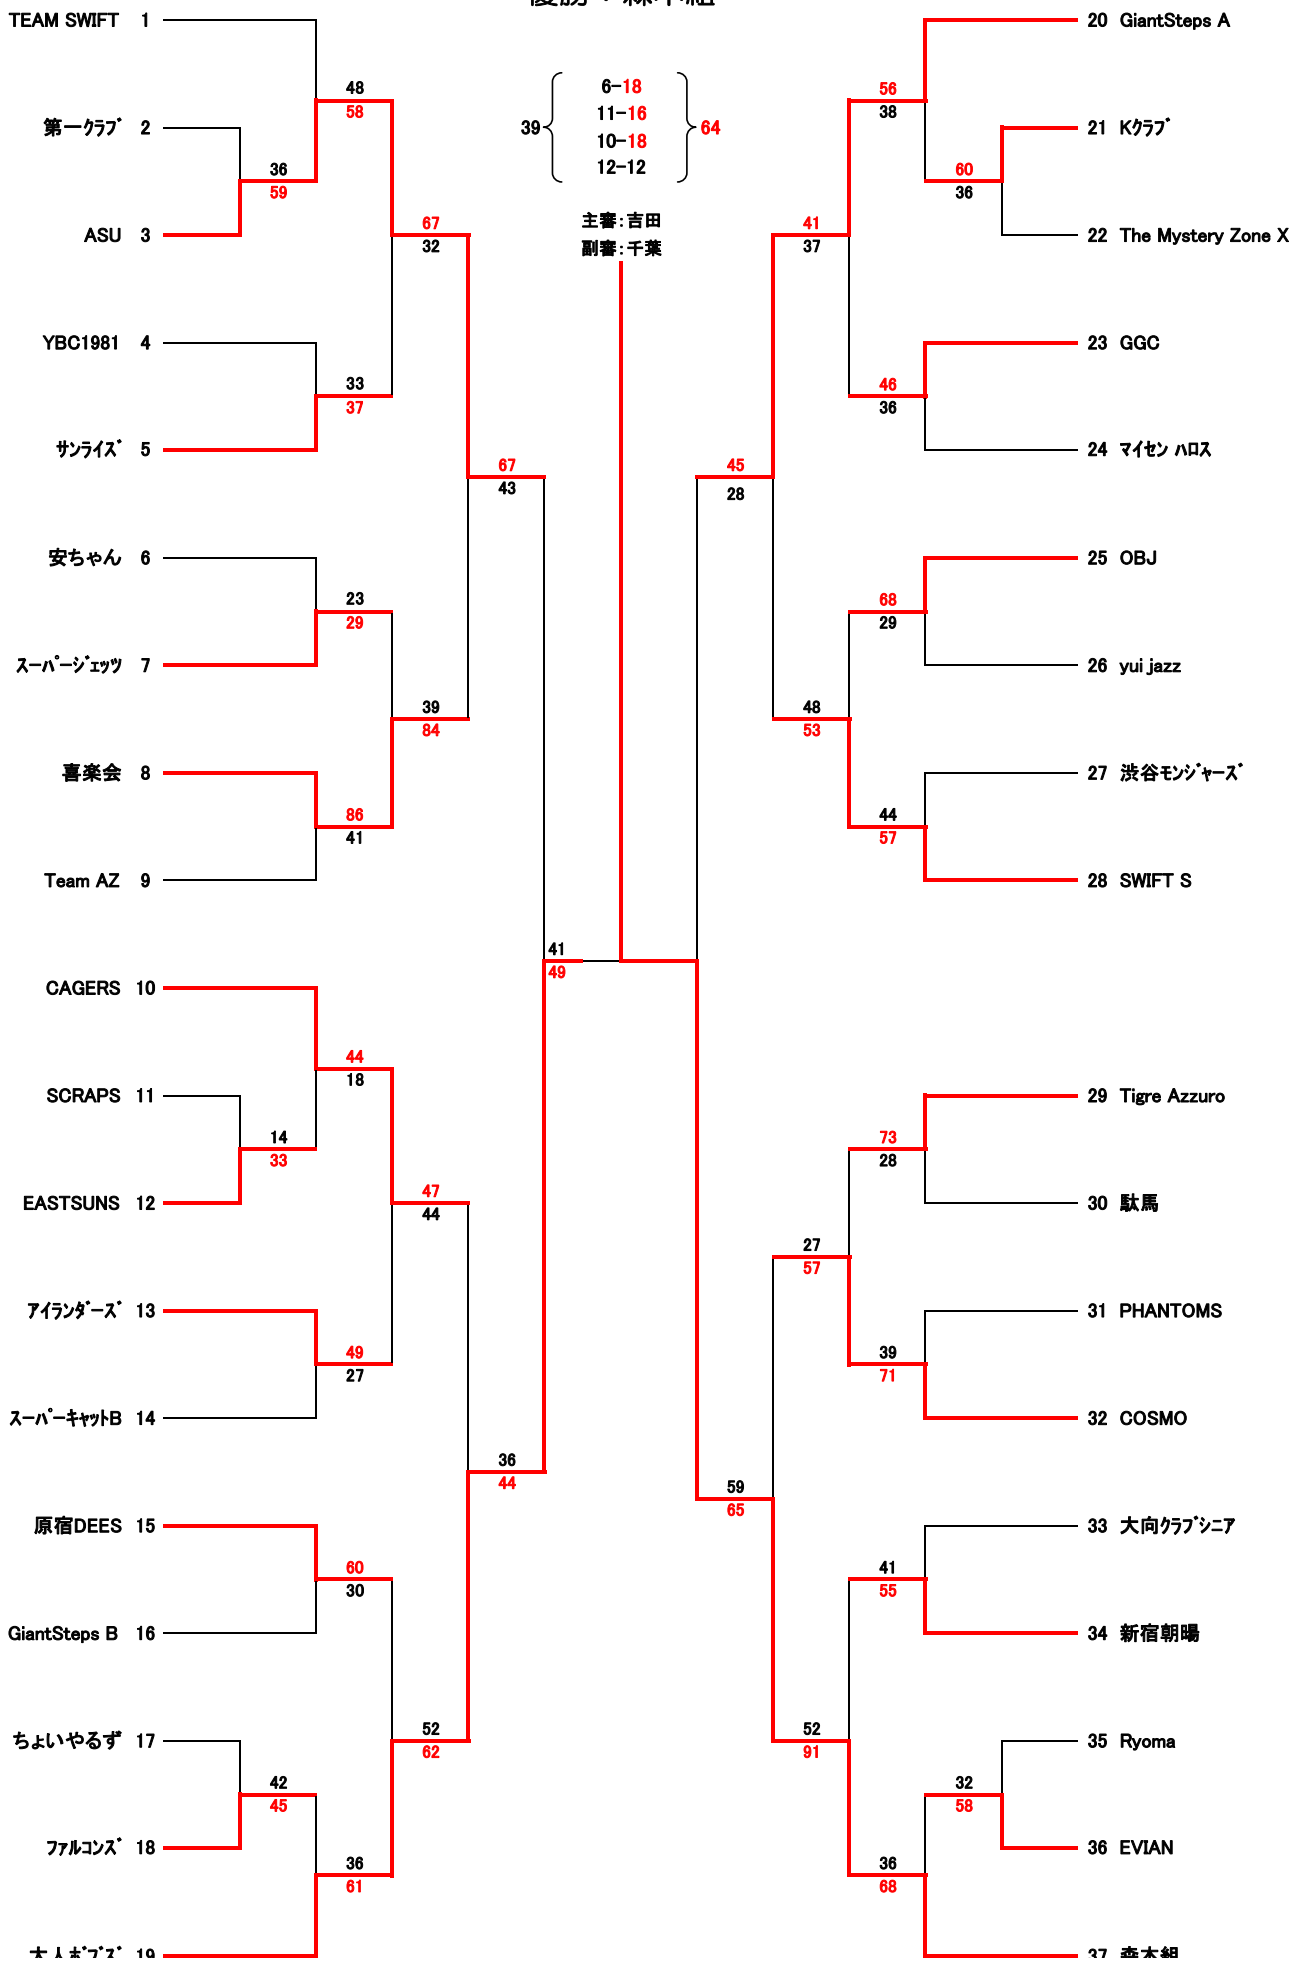 TEAM SWIFT 1
第一ｸﾗﾌﾞ 2
ASU 3
YBC1981 4
ｻﾝﾗｲｽﾞ 5
安ちゃん 6
ｽｰﾊﾟｰｼﾞｪｯﾂ 7
喜楽会 8
Team AZ 9
CAGERS 10
SCRAPS 11
EASTSUNS 12
ｱｲﾗﾝﾀﾞｰｽﾞ 13
ｽｰﾊﾟｰｷｬｯﾄB 14
原宿DEES 15
GiantSteps B 16
ちょいやるず 17
ﾌｧﾙｺﾝｽﾞ 18
19
36
59
14
33
42
45
48
58
33
37
23
29
86
41
44
18
49
27
60
30
36
61
67
32
39
84
47
44
52
62
67
43
36
44
41
49
6-18
11-16
10-18
12-12
39
64
主審：吉田
副審：千葉
45
28
59
65
41
37
48
53
27
57
52
91
56
38
46
36
68
29
44
57
73
28
39
71
41
55
36
68
60
36
32
58
20 GiantSteps A
21 Kｸﾗﾌﾞ
22 The Mystery Zone X
23 GGC
24 ﾏｲｾﾝ ﾊﾛｽ
25 OBJ
26 yui jazz
27 渋谷ﾓﾝｼﾞｬｰｽﾞ
28 SWIFT S
29 Tigre Azzuro
30 駄馬
31 PHANTOMS
32 COSMO
33 大向ｸﾗﾌﾞｼﾆｱ
34 新宿朝暘
35 Ryoma
36 EVIAN
37 森本組